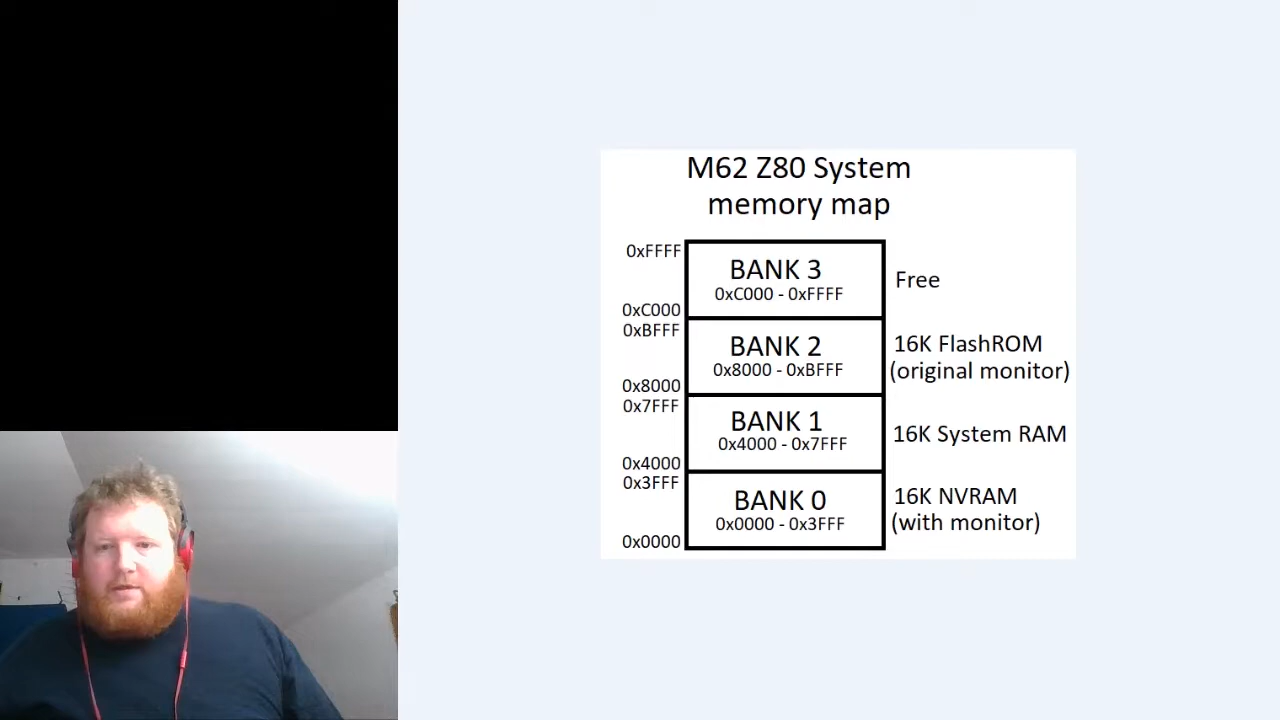 M62 Z80 System
memory map
0xFFFF
BANK 3
0xC000 - 0xFFFF
Free
0xC000
0xBFFF
BANK 2
0x8000 - 0xBFFF
16K FlashROM
(original monitor)
0x8000
0x7FFF
BANK 1
0x4000 - 0x7FFF
16K System RAM
0x4000
0x3FFF
BANK 0
0x0000 - 0x3FFF
16K NVRAM
(with monitor)
0x0000